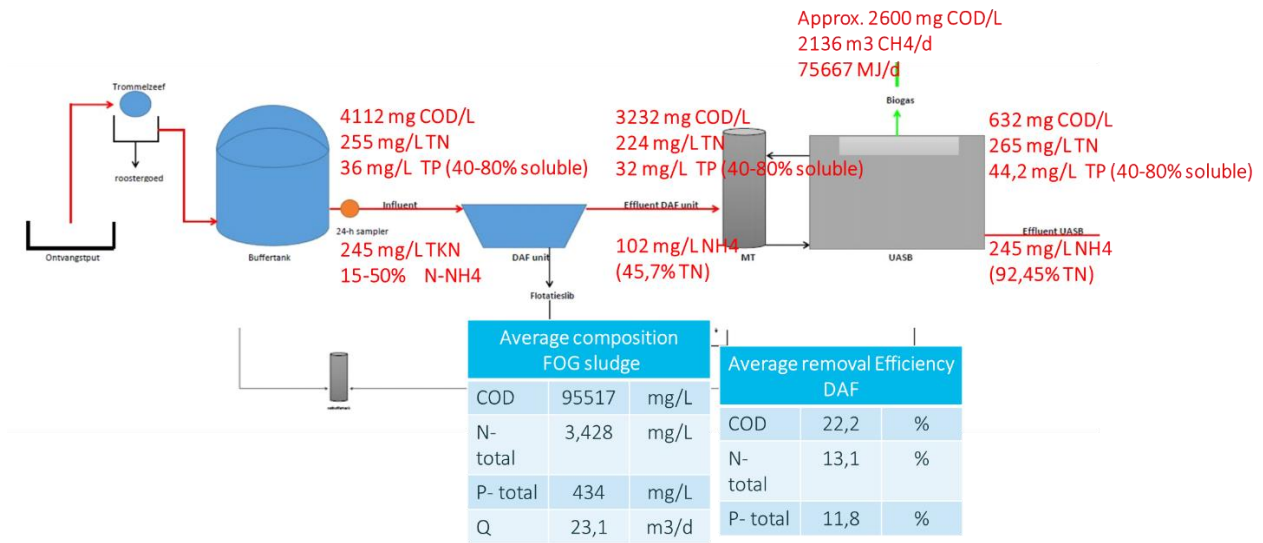 Approx. 2600 mg COD/L
2136 m3 CH4/d
75667 MJ/d
Biogas
Trommelzeef
roostergoed
Ontvangstput
Buffertank
4112 mg COD/L
255 mg/L TN
36 mg/L TP (40-80% soluble)
Influent
24-h sampler
245 mg/L TKN
15-50% N-NH4
DAF unit
Flotatieslib
3232 mg COD/L
224 mg/L TN
32 mg/L TP (40-80% soluble)
Effluent DAF unit
102 mg/L NH4
(45,7% TN)
MT
UASB
632 mg COD/L
265 mg/L TN
44,2 mg/L TP (40-80% soluble)
Effluent UASB
245 mg/L NH4
(92,45% TN)
Average composition
FOG sludge
COD 95517 mg/L
N-
total 3,428 mg/L
P- total 434 mg/L
Q 23,1 m3/d
Average removal Efficiency
DAF
COD 22,2 %
N-
total 13,1 %
P- total 11,8 %